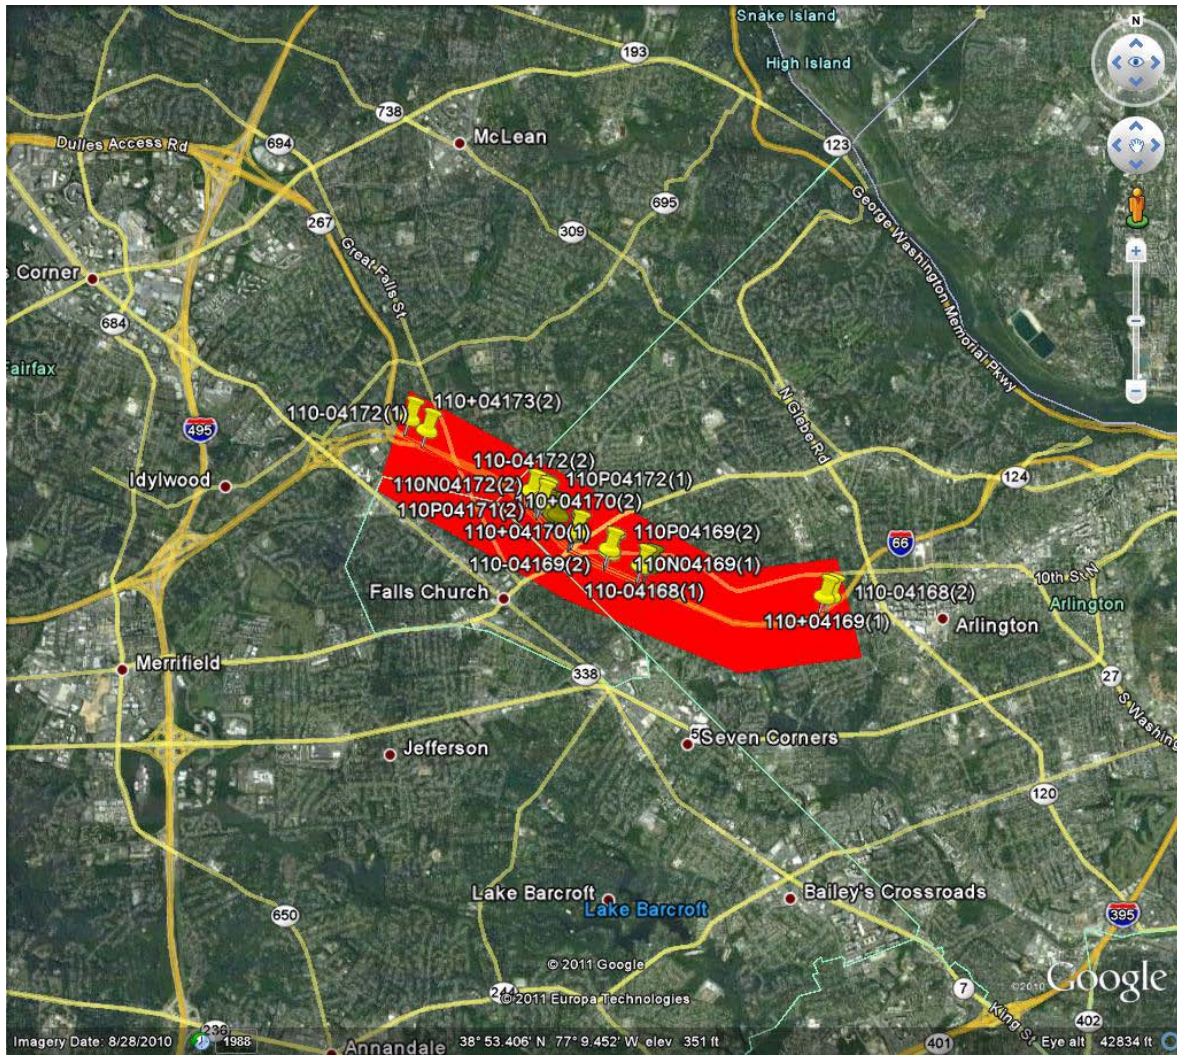 Snake Island
193
High Island
N
738
123
Dulles Access Rd
694
McLean
695
267
309
Great Falls St
George Washington Memorial Pkwy
s Corner
684
Fairfax
N Glebe Rd
110-04172(1)
110+04173(2)
495
110-04172(2)
110P04172(1)
124
Idylwood
110N04172(2)
110+04170(2)
110P04171(2)
110+04170(1)
110P04169(2)
66
110-04169(2)
110N04169(1)
10th St N
Falls Church
110-04168(1)
110-04168(2)
Arlington
110+04169(1)
Arlington
Merrifield
338
27
S Washing
Jefferson
5
Seven Corners
120
Lake Barcroft
Lake Barcroft
Bailey's Crossroads
650
395
© 2011 Google
244
© 2011 Europa Technologies
©2010 Google
7
King St
236
402
Imagery Date: 8/28/2010
1988
38° 53.406' N 77° 9.452' W elev 351 ft
401
Eye alt 42834 ft
Annandale